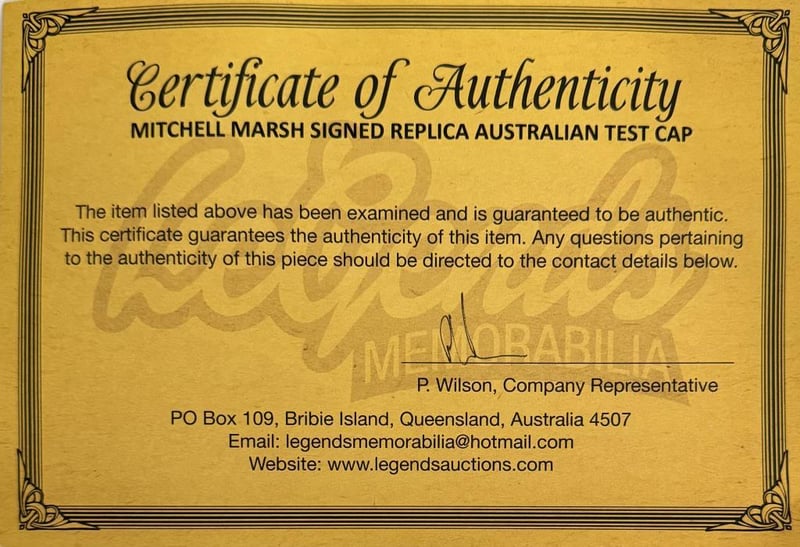 Certificate of Authenticity
MITCHELL MARSH SIGNED REPLICA AUSTRALIAN TEST CAP
Legends
The item listed above has been examined and is guaranteed to be authentic.
This certificate guarantees the authenticity of this item. Any questions pertaining
to the authenticity of this piece should be directed to the contact details below.
MEMORABILIA
P. Wilson, Company Representative
PO Box 109, Bribie Island, Queensland, Australia 4507
Email: legendsmemorabilia@hotmail.com
Website: www.legendsauctions.com